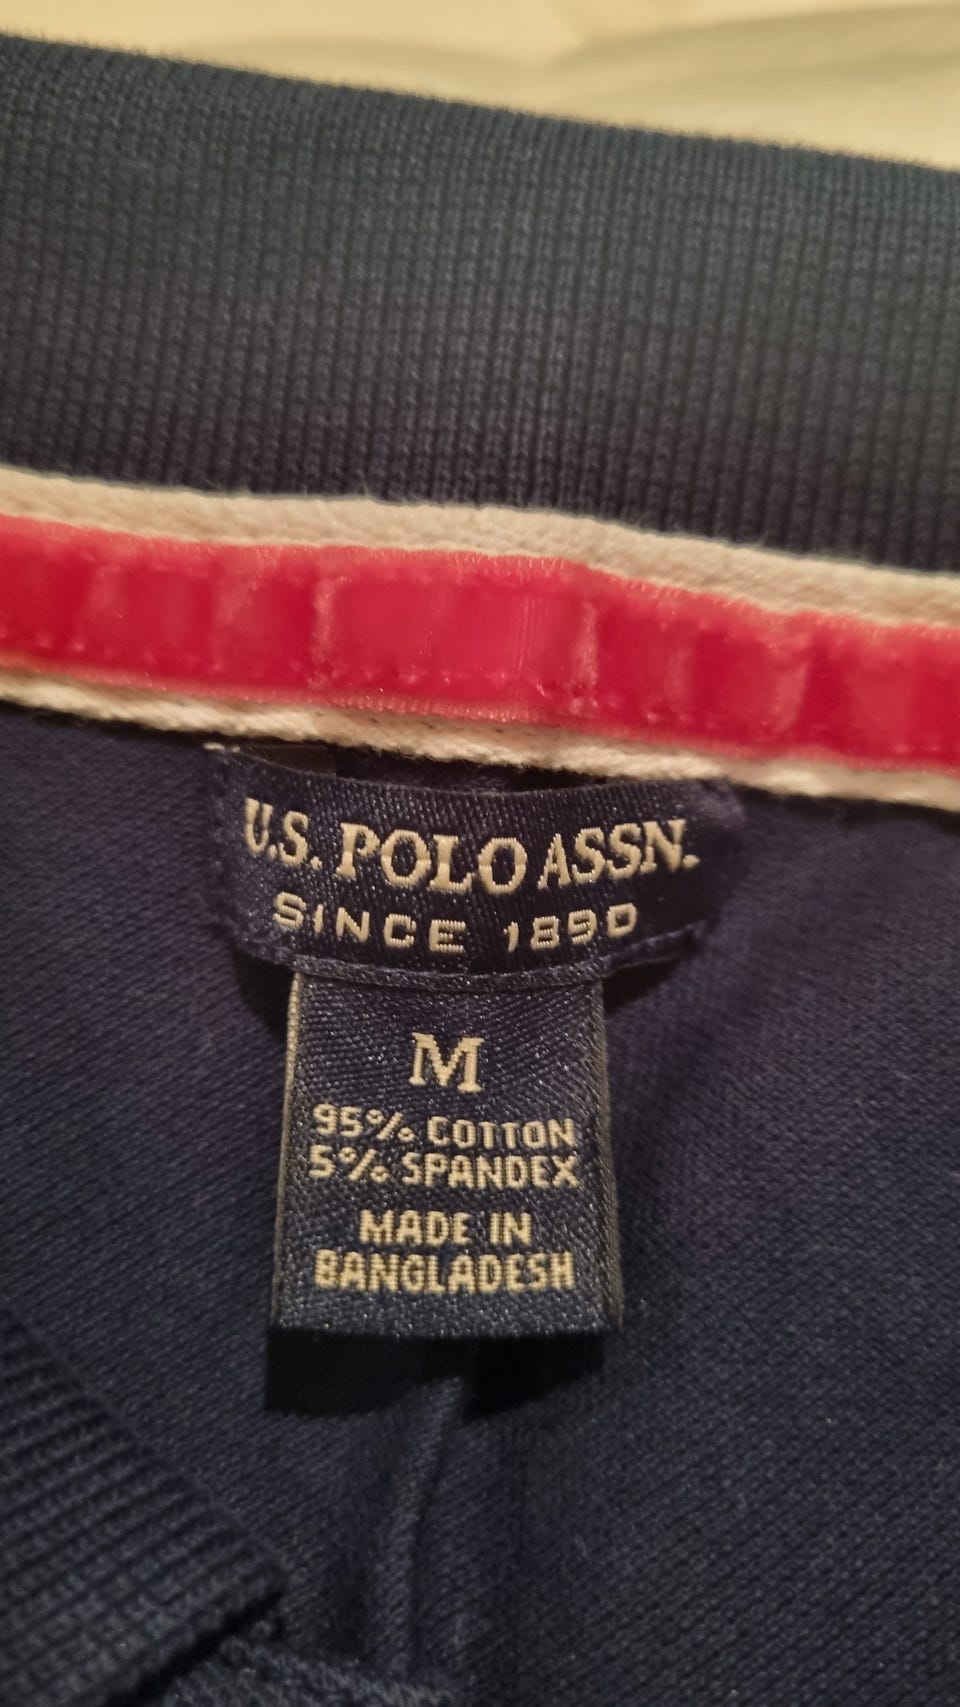 U.S. POLO ASSN.
SINCE 1890
M
95% COTTON
5% SPANDEX
MADE IN
BANGLADESH